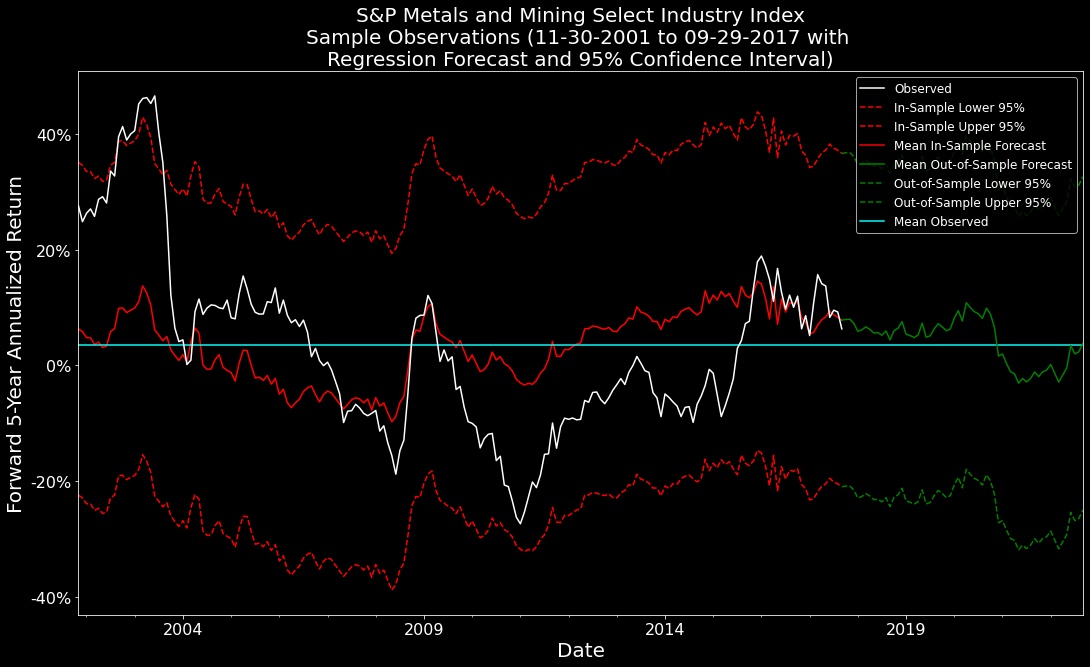 S&P Metals and Mining Select Industry Index
Sample Observations (11-30-2001 to 09-29-2017 with
Regression Forecast and 95% Confidence Interval)
Observed
In-Sample Lower 95%
In-Sample Upper 95%
Mean In-Sample Forecast
Mean Out-of-Sample Forecast
Out-of-Sample Lower 95%
Out-of-Sample Upper 95%
Mean Observed
Forward 5-Year Annualized Return
40%
20%
0%
-20%
-40%
2004
2009
2014
2019
Date